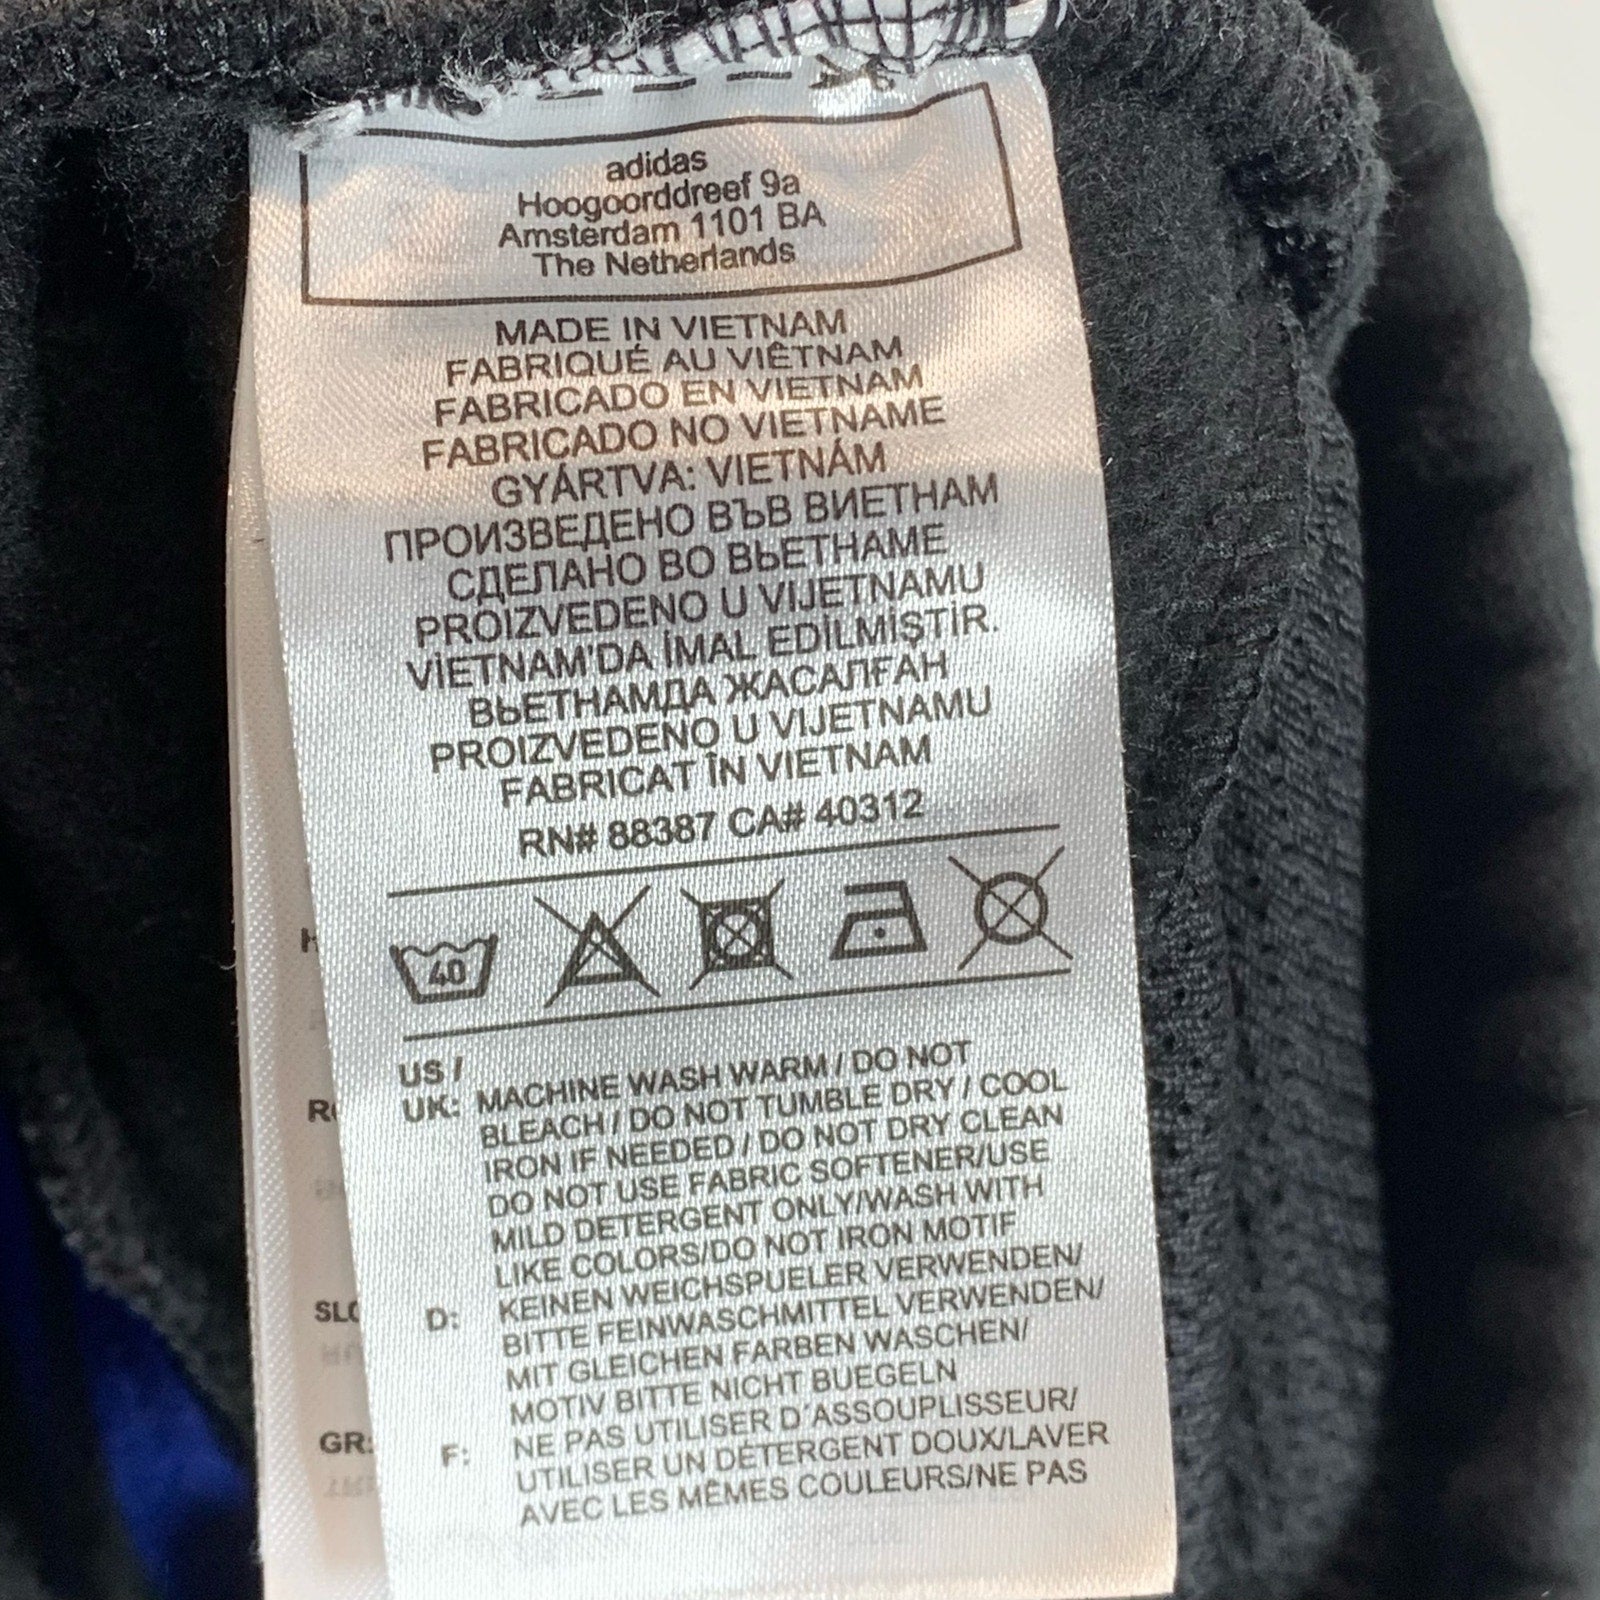 adidas
Hoogoorddreef 9a
Amsterdam 1101 BA
The Netherlands
MADE IN VIETNAM
FABRIQUÉ AU VIÊTNAM
FABRICADO EN VIETNAM
FABRICADO NO VIETNAME
GYÁRTVA: VIETNÁM
ПРОИЗВЕДЕНО ВЪВ ВИЕТНАМ
СДЕЛАНО ВО ВЬЕТНАМЕ
PROIZVEDENO U VIJETNAMU
VİETNAM'DA İMAL EDİLMİŞTİR.
ВЬЕТНАМДА ЖАСАЛҒАН
PROIZVEDENO U VIJETNAMU
FABRICAT ÎN VIETNAM
RN# 88387 CA# 40312
40
US / UK: MACHINE WASH WARM / DO NOT
BLEACH / DO NOT TUMBLE DRY / COOL
IRON IF NEEDED / DO NOT DRY CLEAN
DO NOT USE FABRIC SOFTENER/USE
MILD DETERGENT ONLY/WASH WITH
LIKE COLORS/DO NOT IRON MOTIF
D: KEINEN WEICHSPUELER VERWENDEN/
BITTE FEINWASCHMITTEL VERWENDEN/
MIT GLEICHEN FARBEN WASCHEN/
MOTIV BITTE NICHT BUEGELN
F: NE PAS UTILISER D´ASSOUPLISSEUR/
UTILISER UN DÉTERGENT DOUX/LAVER
AVEC LES MÊMES COULEURS/NE PAS
GR: